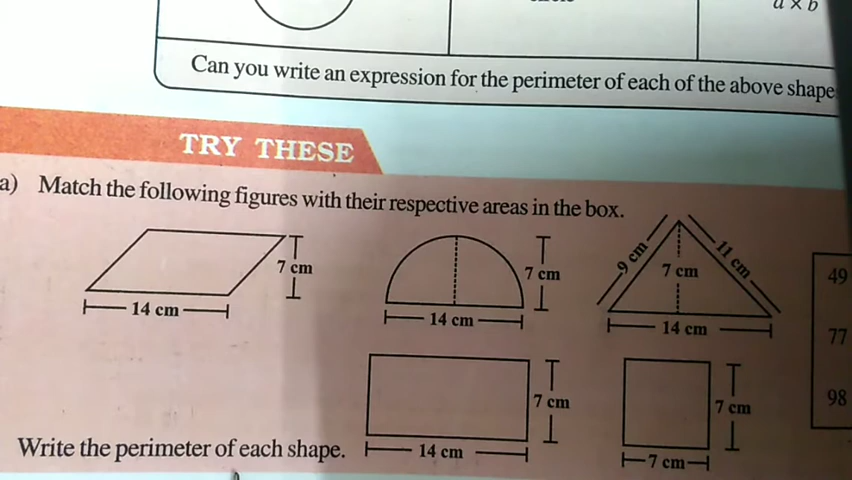 a × b
Can you write an expression for the perimeter of each of the above shape
TRY THESE
a) Match the following figures with their respective areas in the box.
7 cm
14 cm
7 cm
14 cm
9 cm
7 cm
11 cm
14 cm
49
77
98
7 cm
14 cm
7 cm
7 cm
Write the perimeter of each shape.